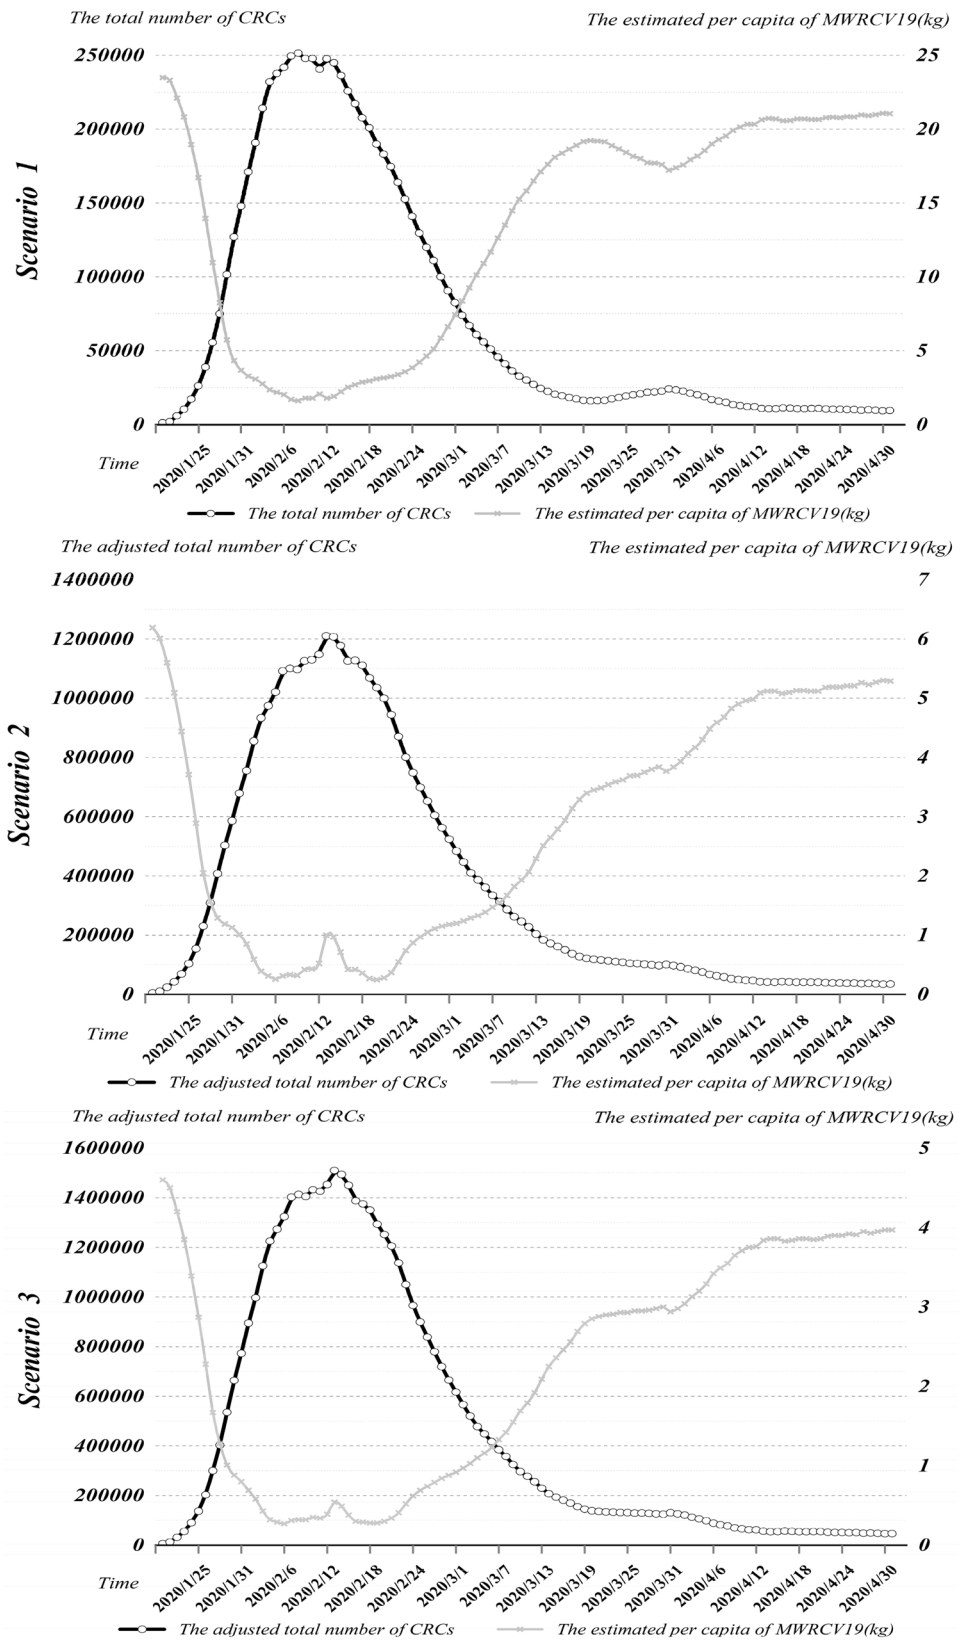 The total number of CRCs
The estimated per capita of MWRCV19(kg)
250000
25
200000
20
Scenario 1
150000
15
100000
10
50000
5
0
0
Time
2020/1/25 2020/1/31 2020/2/6 2020/2/12 2020/2/18 2020/2/24 2020/3/1 2020/3/7 2020/3/13 2020/3/19 2020/3/25 2020/3/31 2020/4/6 2020/4/12 2020/4/18 2020/4/24 2020/4/30
The total number of CRCs
The estimated per capita of MWRCV19(kg)
The adjusted total number of CRCs
The estimated per capita of MWRCV19(kg)
1400000
7
1200000
6
1000000
5
Scenario 2
800000
4
600000
3
400000
2
200000
1
0
0
Time
2020/1/25 2020/1/31 2020/2/6 2020/2/12 2020/2/18 2020/2/24 2020/3/1 2020/3/7 2020/3/13 2020/3/19 2020/3/25 2020/3/31 2020/4/6 2020/4/12 2020/4/18 2020/4/24 2020/4/30
The adjusted total number of CRCs
The estimated per capita of MWRCV19(kg)
The adjusted total number of CRCs
The estimated per capita of MWRCV19(kg)
1600000
5
1400000
4
1200000
1000000
3
Scenario 3
800000
600000
2
400000
1
200000
0
0
Time
2020/1/25 2020/1/31 2020/2/6 2020/2/12 2020/2/18 2020/2/24 2020/3/1 2020/3/7 2020/3/13 2020/3/19 2020/3/25 2020/3/31 2020/4/6 2020/4/12 2020/4/18 2020/4/24 2020/4/30
The adjusted total number of CRCs
The estimated per capita of MWRCV19(kg)